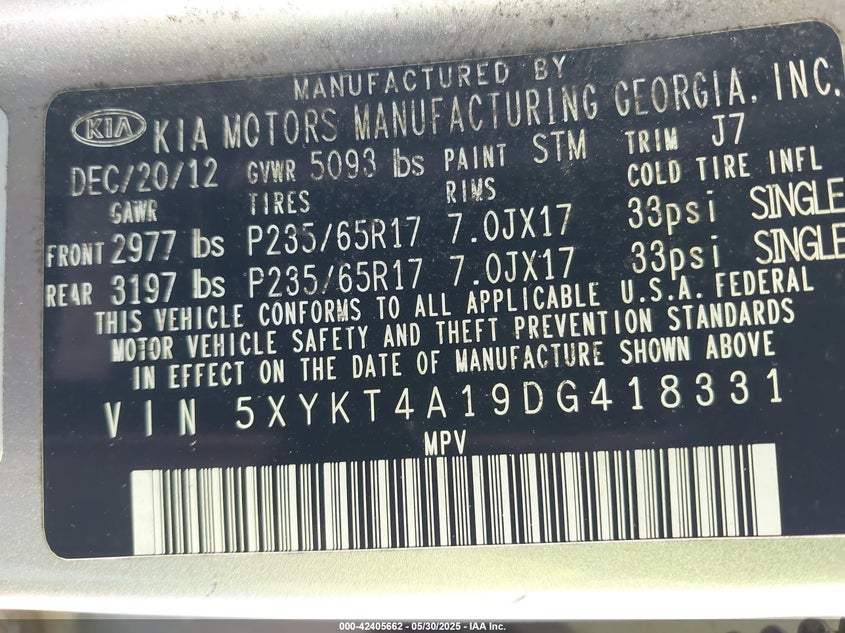 MANUFACTURED BY
KIA KIA MOTORS MANUFACTURING GEORGIA, INC.
DEC/20/12 GVWR 5093 lbs PAINT STM TRIM J7
GAWR TIRES RIMS COLD TIRE INFL
FRONT 2977 lbs P235/65R17 7.0JX17 33psi SINGLE
REAR 3197 lbs P235/65R17 7.0JX17 33psi SINGLE
THIS VEHICLE CONFORMS TO ALL APPLICABLE U.S.A. FEDERAL
MOTOR VEHICLE SAFETY AND THEFT PREVENTION STANDARDS
IN EFFECT ON THE DATE OF MANUFACTURE SHOWN ABOVE
VIN 5XYKT4A19DG418331
MPV
000-42405662 - 05/30/2025 - IAA Inc.